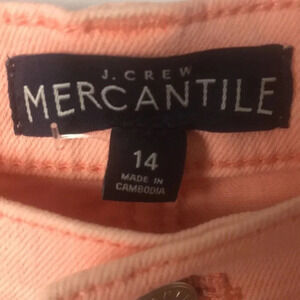 J. CREW
MERCANTILE
14
MADE IN
CAMBODIA